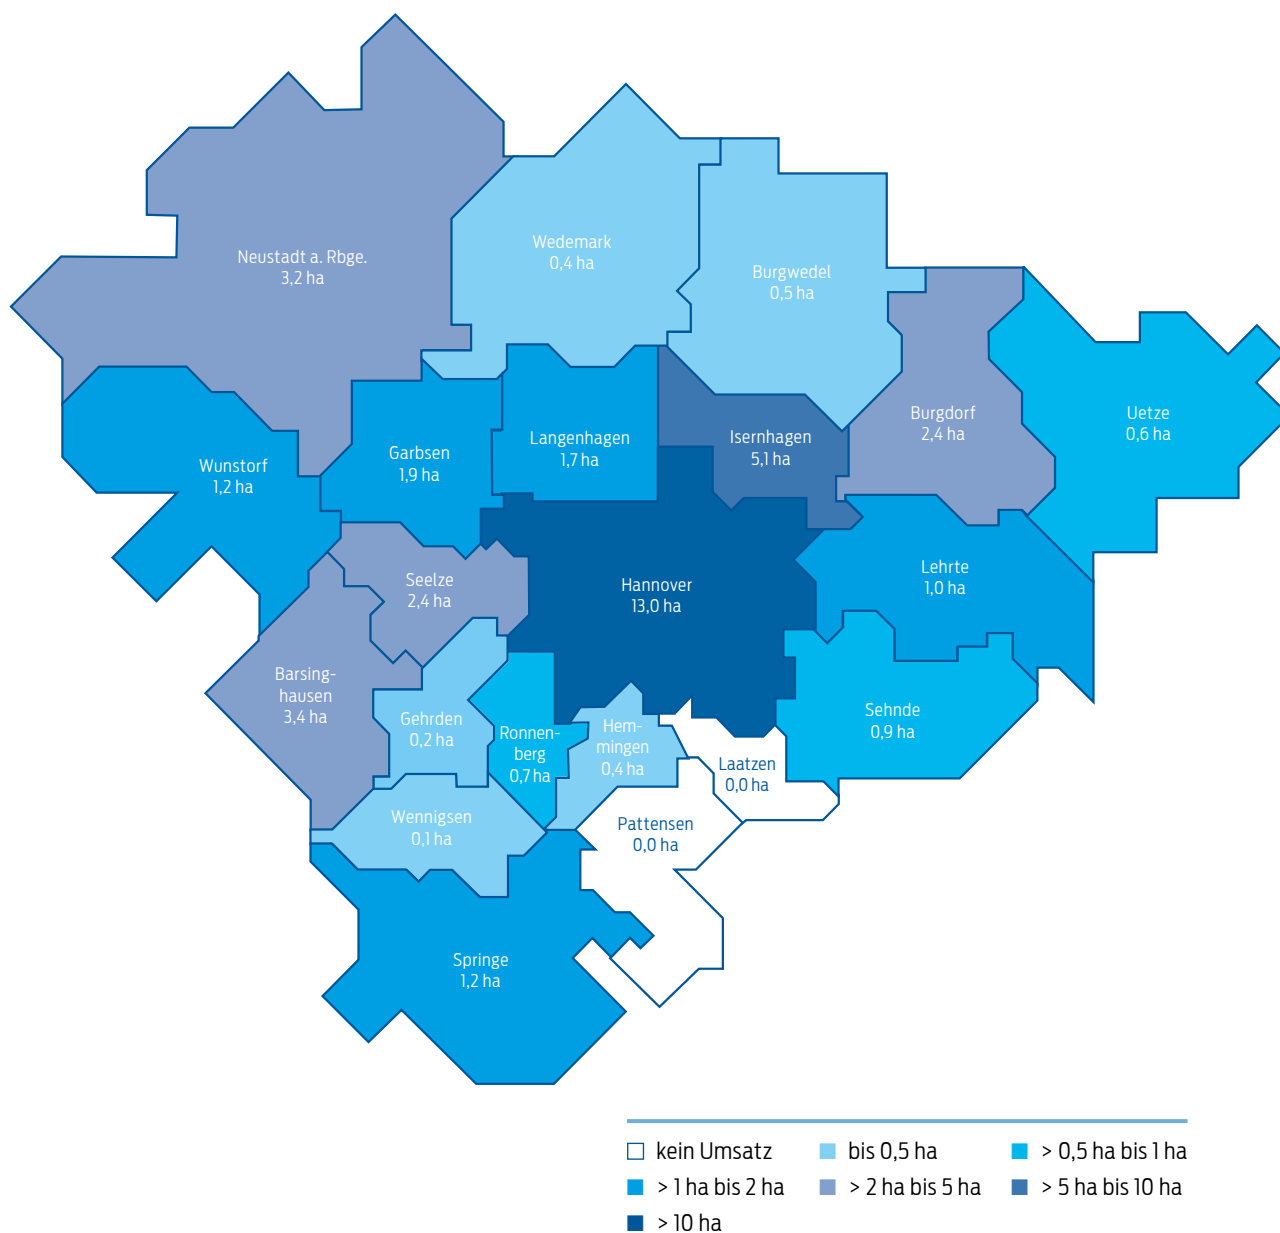 Neustadt a. Rbge.
3,2 ha
Wedemark
0,4 ha
Burgwedel
0,5 ha
Burgdorf
2,4 ha
Uetze
0,6 ha
Wunstorf
1,2 ha
Garbsen
1,9 ha
Langenhagen
1,7 ha
Isernhagen
5,1 ha
Seelze
2,4 ha
Hannover
13,0 ha
Lehrte
1,0 ha
Barsing-
hausen
3,4 ha
Gehrden
0,2 ha
Ronnen-
berg
0,7 ha
Hem-
mingen
0,4 ha
Laatzen
0,0 ha
Sehnde
0,9 ha
Wennigsen
0,1 ha
Pattensen
0,0 ha
Springe
1,2 ha
kein Umsatz
bis 0,5 ha
> 0,5 ha bis 1 ha
> 1 ha bis 2 ha
> 2 ha bis 5 ha
> 5 ha bis 10 ha
> 10 ha